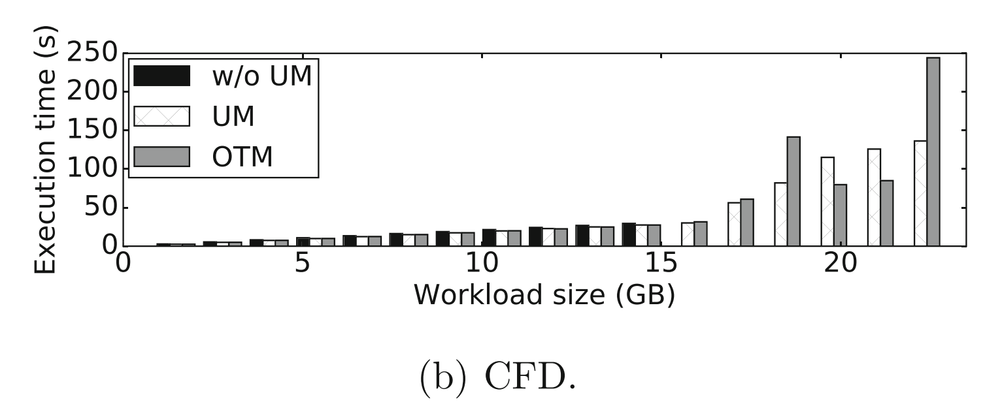 Execution time (s)
250
200
150
100
50
0
w/o UM
UM
OTM
0 5 10 15 20
Workload size (GB)
(b) CFD.